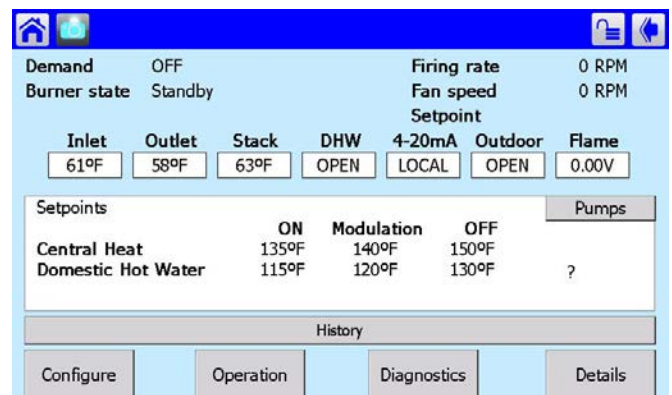 Demand OFF Firing rate 0 RPM
Burner state Standby Fan speed 0 RPM
Setpoint
Inlet Outlet Stack DHW 4-20mA Outdoor Flame
61ºF 58ºF 63ºF OPEN LOCAL OPEN 0.00V
Setpoints Pumps
ON Modulation OFF
Central Heat 135ºF 140ºF 150ºF
Domestic Hot Water 115ºF 120ºF 130ºF ?
History
Configure Operation Diagnostics Details